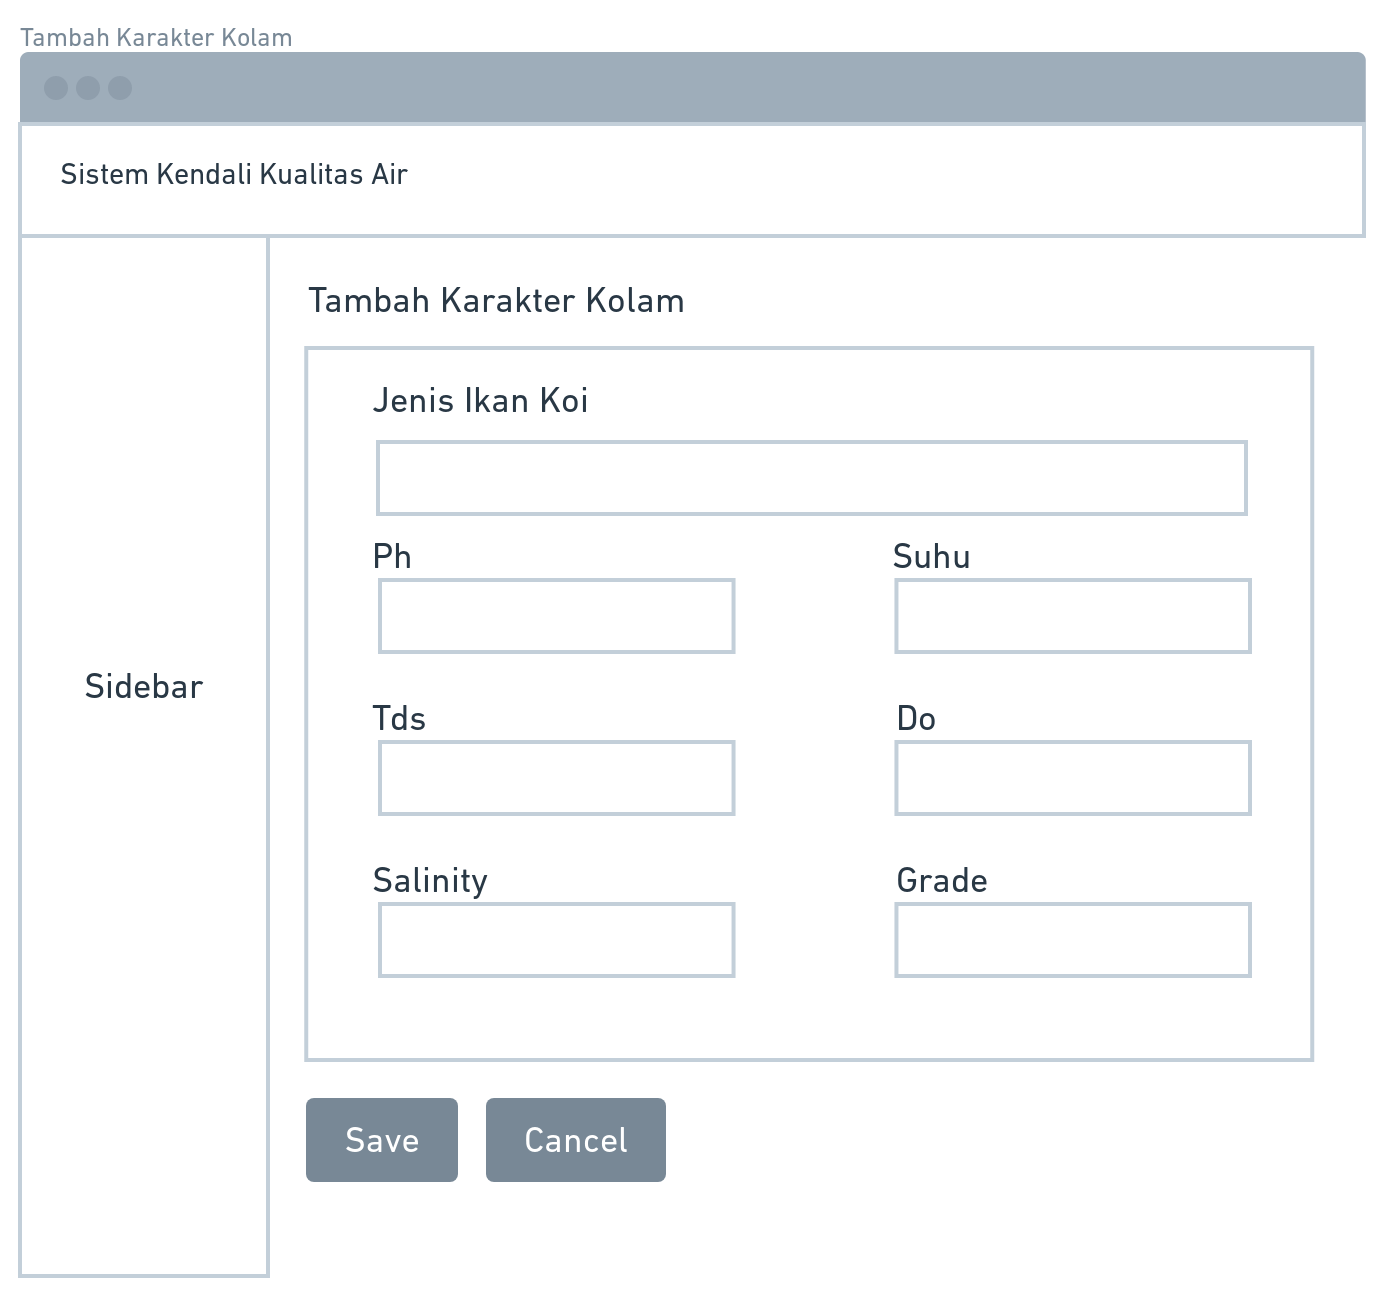 Tambah Karakter Kolam
Sistem Kendali Kualitas Air
Sidebar
Tambah Karakter Kolam
Jenis Ikan Koi
Ph
Suhu
Tds
Do
Salinity
Grade
Save
Cancel